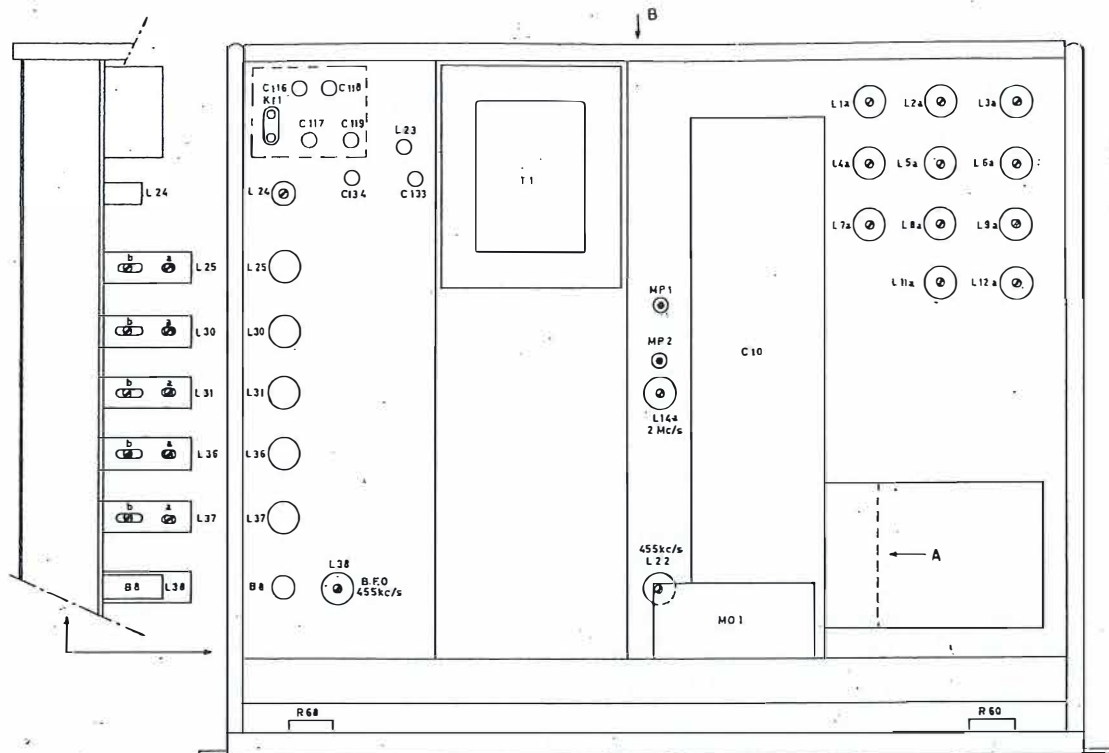 B
C116 C118
Kr1
C117 C119
L23
L24
C134 C133
T1
L1a L2a L3a
L4a L5a L6a
L7a L8a L9a
L11a L12a
L24
b a L25
b a L30
b a L31
b a L36
b a L37
B8 L38
L25
L30
L31
L36
L37
B8
L38
B.F.O
455kc/s
MP1
MP2
L14a
2 Mc/s
C10
455kc/s
L22
MO1
A
R68
R60